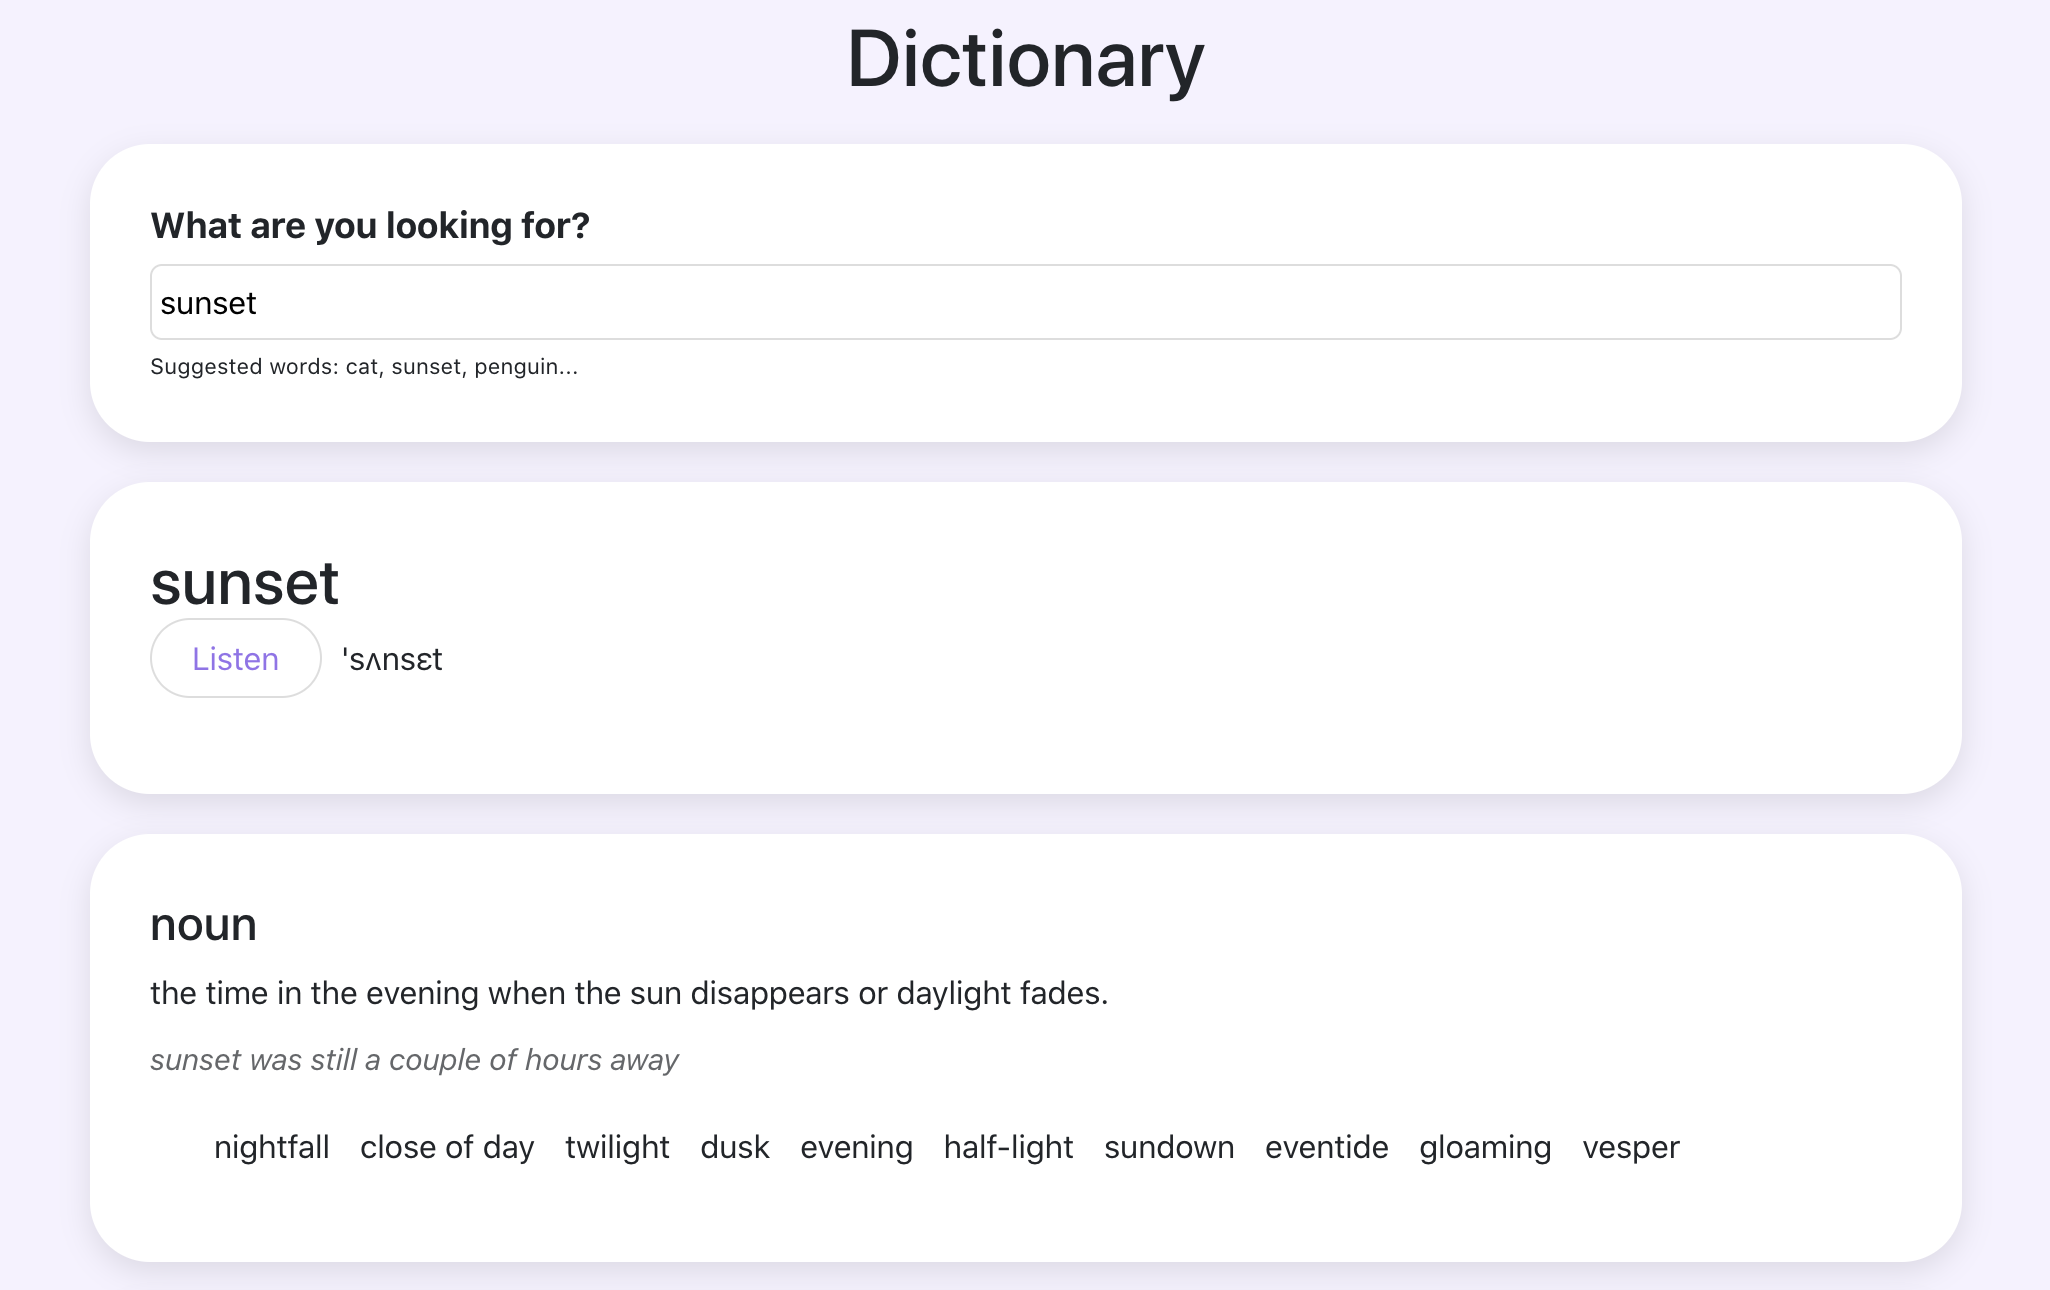 Dictionary
What are you looking for?
sunset
Suggested words: cat, sunset, penguin...
sunset
Listen 'sʌnsɛt
noun
the time in the evening when the sun disappears or daylight fades.
sunset was still a couple of hours away
nightfall close of day twilight dusk evening half-light sundown eventide gloaming vesper